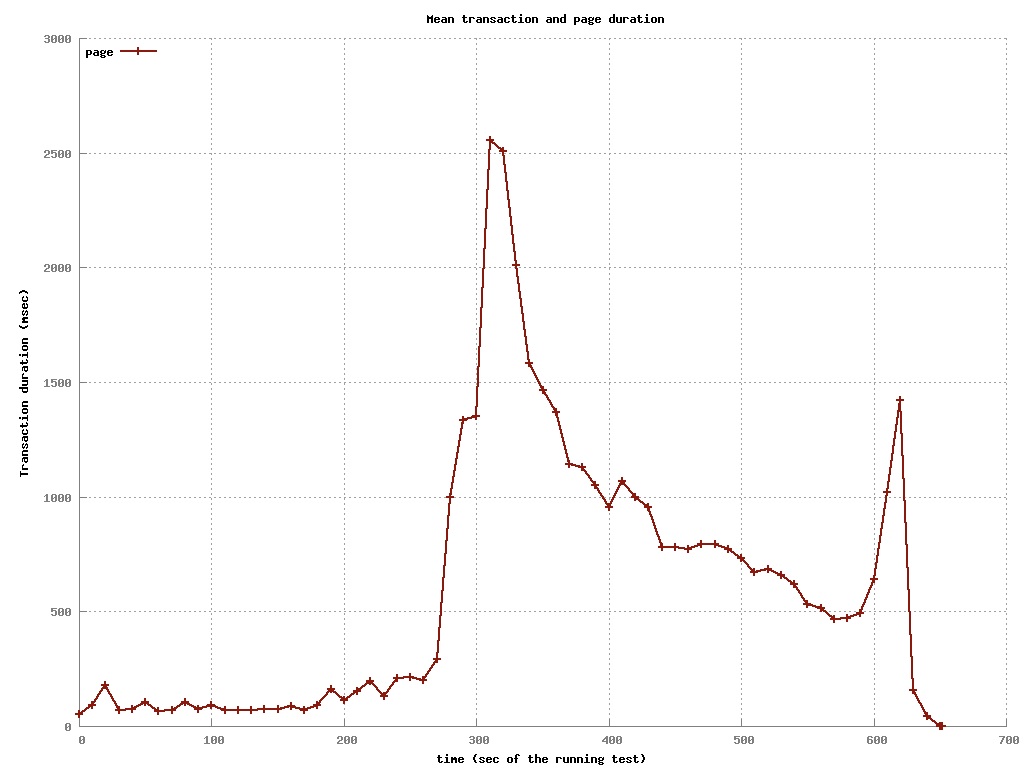 Mean transaction and page duration
3000
page
2500
2000
1500
1000
500
0
Transaction duration (msec)
0 100 200 300 400 500 600 700
time (sec of the running test)